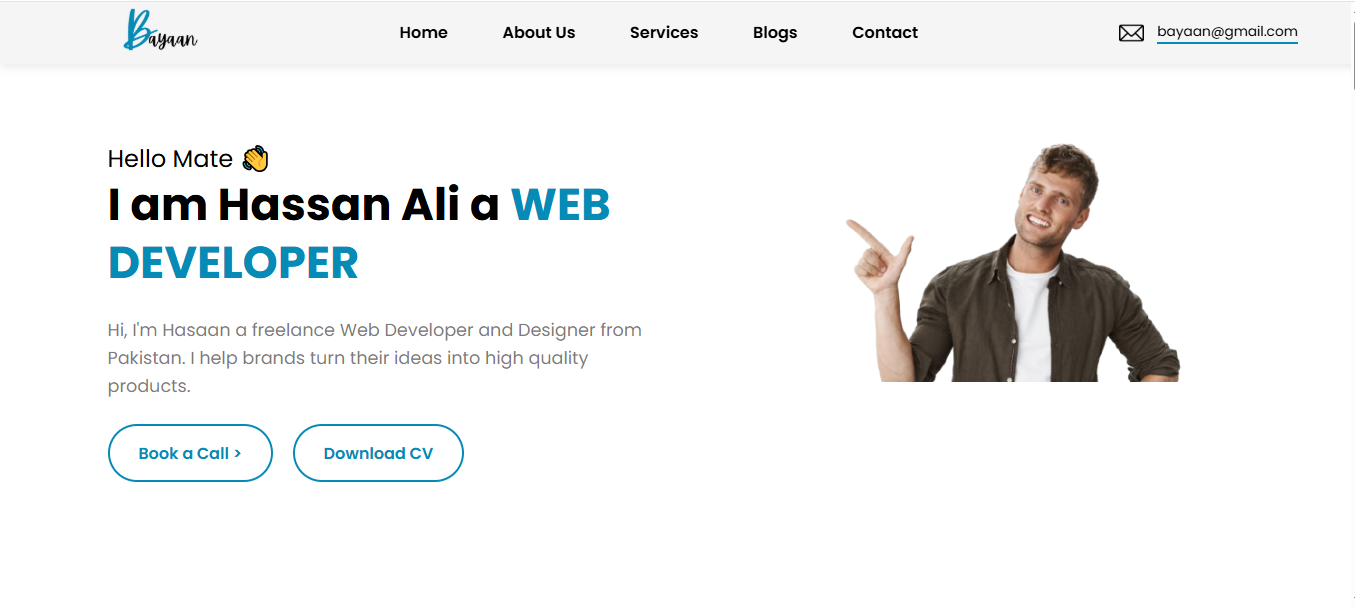 Bayaan
Home About Us Services Blogs Contact
bayaan@gmail.com
Hello Mate 👋
I am Hassan Ali a WEB
DEVELOPER
Hi, I'm Hasaan a freelance Web Developer and Designer from
Pakistan. I help brands turn their ideas into high quality
products.
Book a Call >
Download CV